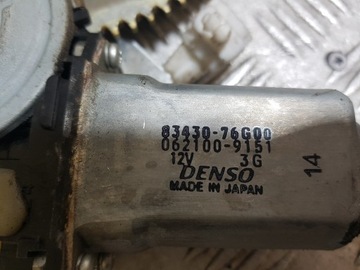 83430-76G00
062100-9151
12V 3G
DENSO
MADE IN JAPAN
14